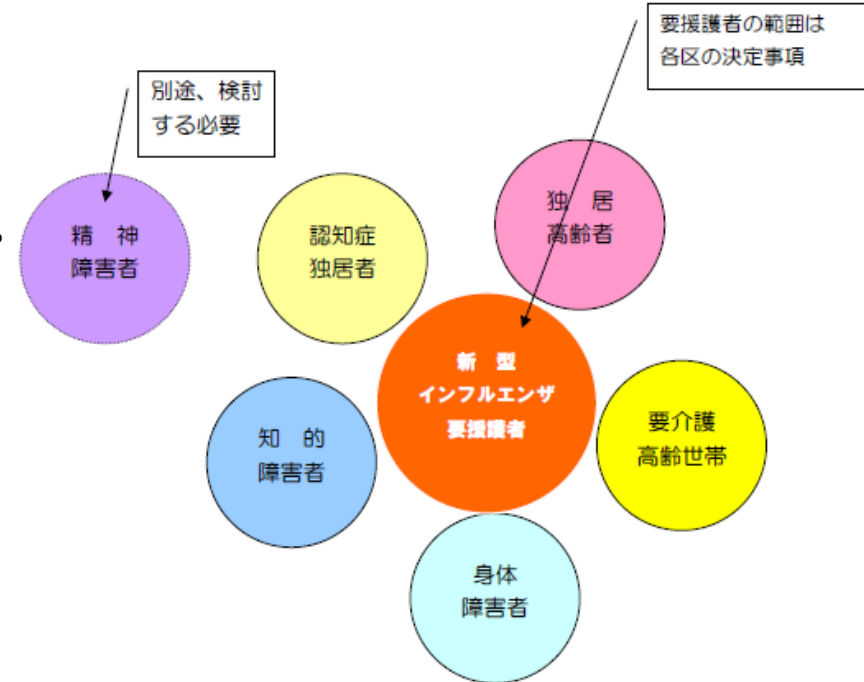 要援護者の範囲は
各区の決定事項
別途、検討
する必要
精　神
障害者
認知症
独居者
独　居
高齢者
新　型
インフルエンザ
要援護者
知　的
障害者
要介護
高齢世帯
身体
障害者